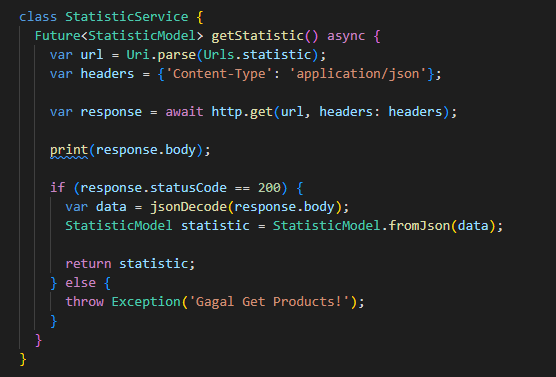 class StatisticService {
  Future<StatisticModel> getStatistic() async {
    var url = Uri.parse(Urls.statistic);
    var headers = {'Content-Type': 'application/json'};

    var response = await http.get(url, headers: headers);

    print(response.body);

    if (response.statusCode == 200) {
      var data = jsonDecode(response.body);
      StatisticModel statistic = StatisticModel.fromJson(data);

      return statistic;
    } else {
      throw Exception('Gagal Get Products!');
    }
  }
}